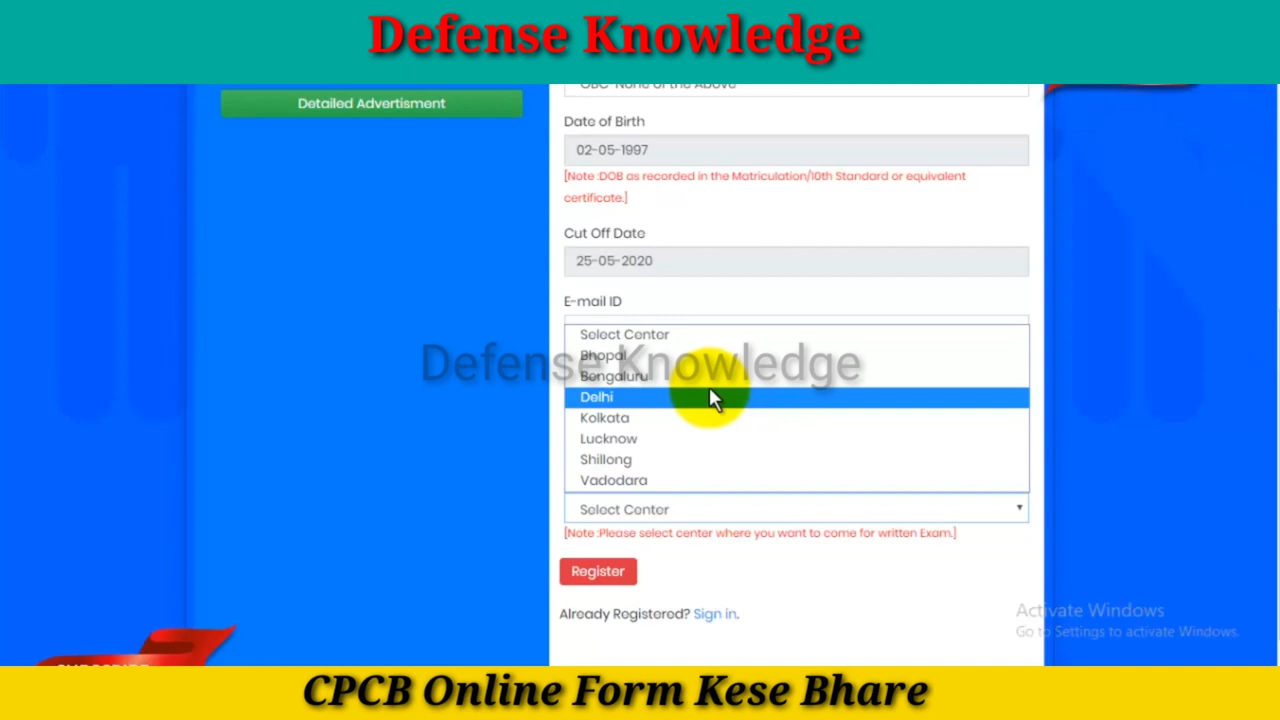 Defense Knowledge
Detailed Advertisment
OBC-None of the Above
Date of Birth
02-05-1997
[Note :DOB as recorded in the Matriculation/10th Standard or equivalent
certificate.]
Cut Off Date
25-05-2020
E-mail ID
Select Center
Bhopal
Defense Knowledge
Bengaluru
Delhi
Kolkata
Lucknow
Shillong
Vadodara
Select Center
[Note :Please select center where you want to come for written Exam.]
Register
Already Registered? Sign in.
Activate Windows
Go to Settings to activate Windows.
SUBSCRIBE
CPCB Online Form Kese Bhare